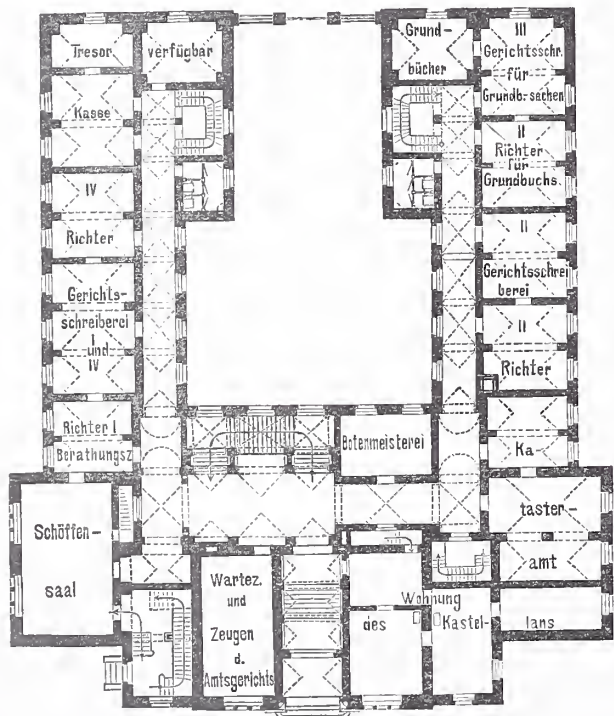 Tresor
verfügbar
Kasse
IV
Richter
Gerichts-
schreiberei
I
und
IV
Richter I
Berathungsz
Schöffen-
saal
Wartez.
und
Zeugen
d.
Amtsgerichts
Botenmeisterei
Grund-
bücher
III
Gerichtsschr.
für
Grundb.-sachen
II
Richter
für
Grundbuchs.
II
Gerichtsschrei
berei
II
Richter
Ka-
taster-
amt
Wohnung
des
Kastel-
lans